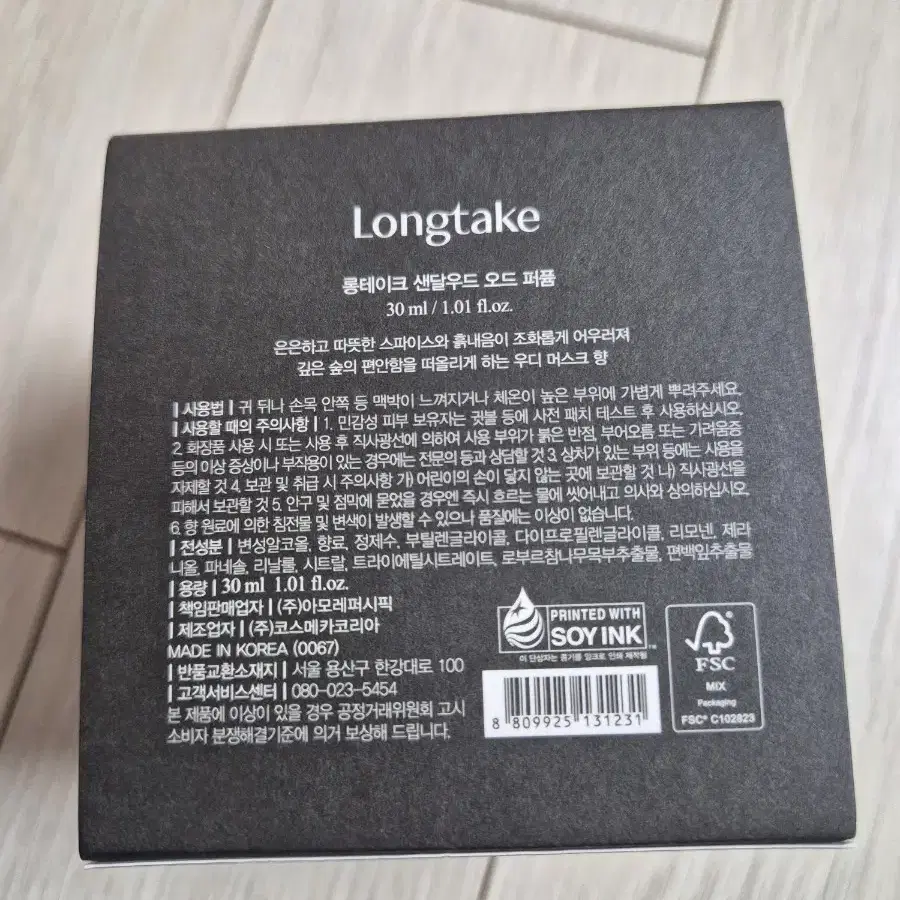 Longtake
롱테이크 샌달우드 오드 퍼퓸
30 ml / 1.01 fl.oz.
은은하고 따뜻한 스파이스와 흙내음이 조화롭게 어우러져
깊은 숲의 편안함을 떠올리게 하는 우디 머스크 향
| 사용법 | 귀 뒤나 손목 안쪽 등 맥박이 느껴지거나 체온이 높은 부위에 가볍게 뿌려주세요.
| 사용할 때의 주의사항 | 1. 민감성 피부 보유자는 귓볼 등에 사전 패치 테스트 후 사용하십시오.
2. 화장품 사용 시 또는 사용 후 직사광선에 의하여 사용 부위가 붉은 반점, 부어오름 또는 가려움증
등의 이상 증상이나 부작용이 있는 경우에는 전문의 등과 상담할 것 3. 상처가 있는 부위 등에는 사용을
자제할 것 4. 보관 및 취급 시 주의사항 가) 어린이의 손이 닿지 않는 곳에 보관할 것 나) 직사광선을
피해서 보관할 것 5. 안구 및 점막에 묻었을 경우엔 즉시 흐르는 물에 씻어내고 의사와 상의하십시오.
6. 향 원료에 의한 침전물 및 변색이 발생할 수 있으나 품질에는 이상이 없습니다.
| 전성분 | 변성알코올, 향료, 정제수, 부틸렌글라이콜, 다이프로필렌글라이콜, 리모넨, 제라
니올, 파네솔, 리날룰, 시트랄, 트라이에틸시트레이트, 로부르참나무목부추출물, 편백잎추출물
| 용량 | 30 ml 1.01 fl.oz.
| 책임판매업자 | (주)아모레퍼시픽
| 제조업자 | (주)코스메카코리아
MADE IN KOREA (0067)
| 반품교환소재지 | 서울 용산구 한강대로 100
| 고객서비스센터 | 080-023-5454
본 제품에 이상이 있을 경우 공정거래위원회 고시
소비자 분쟁해결기준에 의거 보상해 드립니다.
PRINTED WITH
SOY INK
TM
이 단상자는 콩기름 잉크로 인쇄 제작됨
8 809925 131231
FSC
MIX
Packaging
FSC® C102823